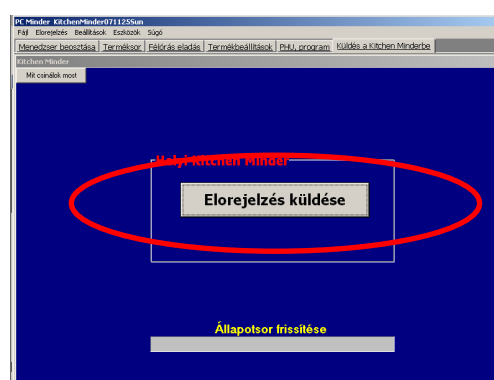 PC Minder KitchenMinder071125Sun
Fájl Elorejelzés Beállítások Eszközök Súgó
Menedzser beosztása Terméksor Félórás eladás Termékbeállítások PHU, program Küldés a Kitchen Minderbe
Kitchen Minder
Mit csinálok most
Helyi Kitchen Minder
Elorejelzés küldése
Állapotsor frissítése